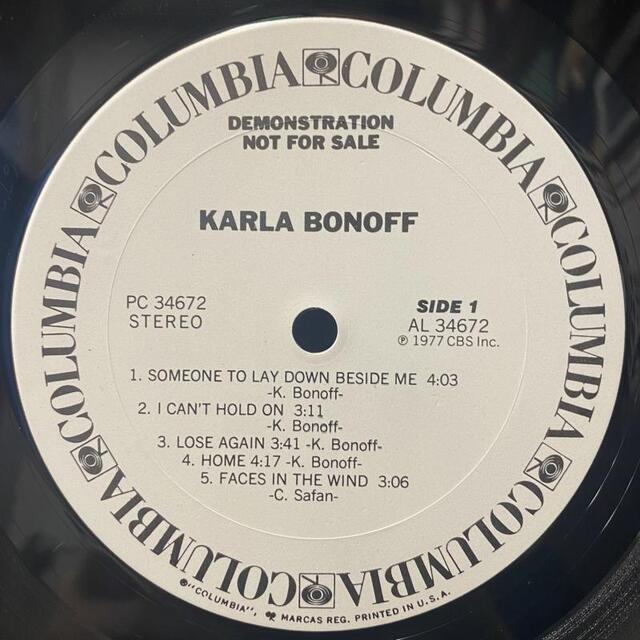 COLUMBIA COLUMBIA COLUMBIA COLUMBIA COLUMBIA COLUMBIA COLUMBIA COLUMBIA
DEMONSTRATION
NOT FOR SALE
KARLA BONOFF
PC 34672
STEREO
SIDE 1
AL 34672
Ⓟ 1977 CBS Inc.
1. SOMEONE TO LAY DOWN BESIDE ME 4:03
-K. Bonoff-
2. I CAN'T HOLD ON 3:11
-K. Bonoff-
3. LOSE AGAIN 3:41 -K. Bonoff-
4. HOME 4:17 -K. Bonoff-
5. FACES IN THE WIND 3:06
-C. Safan-
®"COLUMBIA", MARCAS REG. PRINTED IN U.S.A.